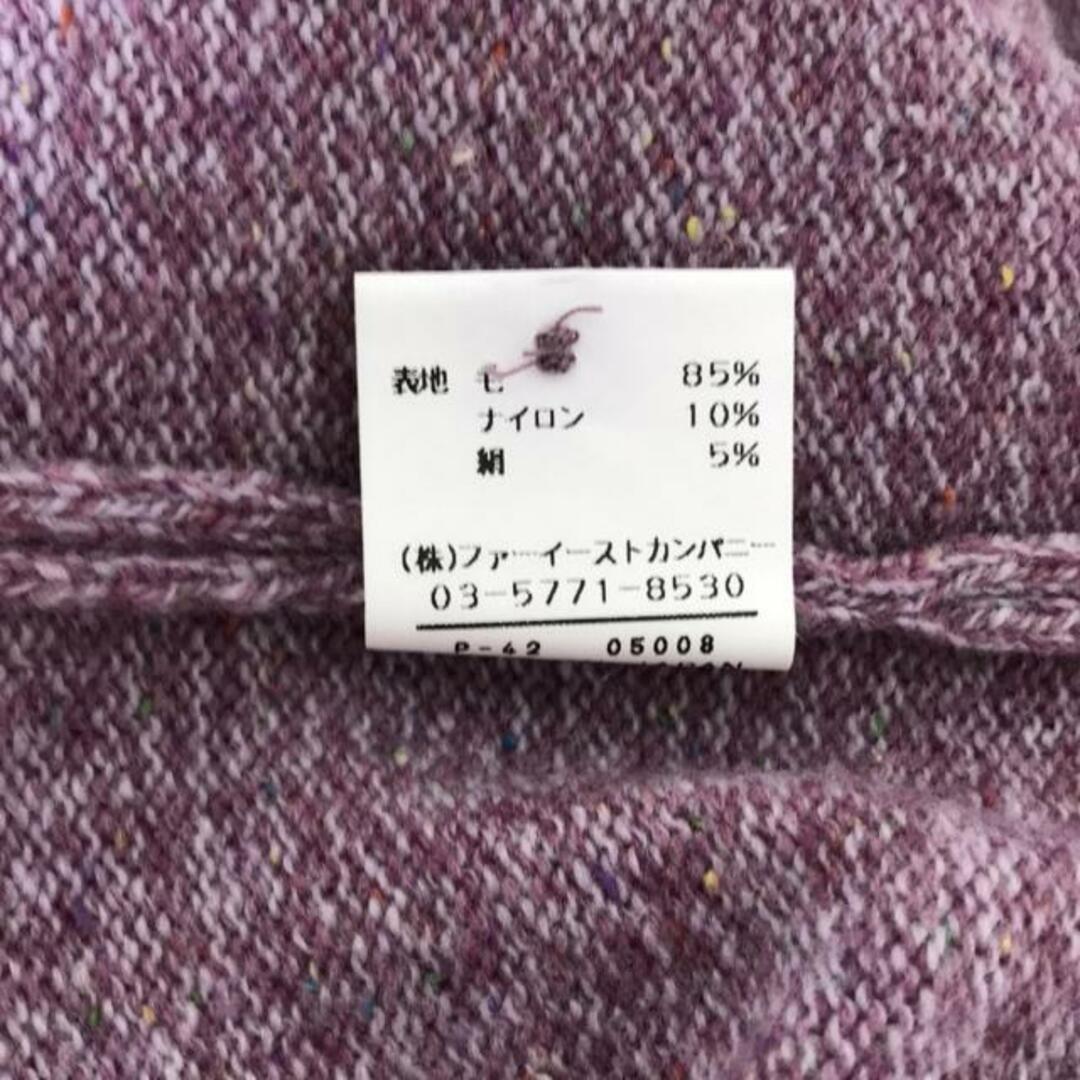 表地 毛 85%
ナイロン 10%
絹 5%
(株)ファーイーストカンパニー
03-5771-8530
P-42 05008